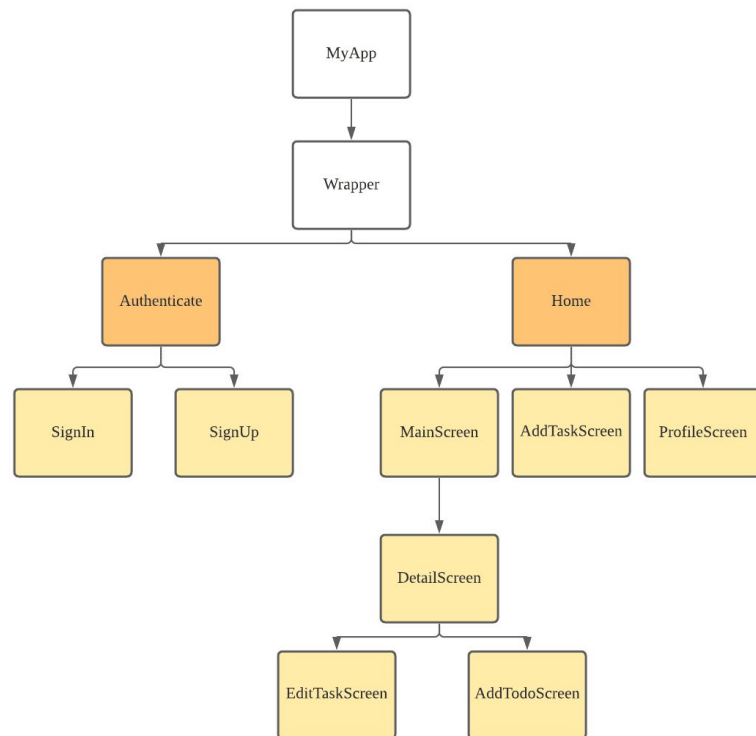 MyApp
Wrapper
Authenticate
Home
SignIn
SignUp
MainScreen
AddTaskScreen
ProfileScreen
DetailScreen
EditTaskScreen
AddTodoScreen